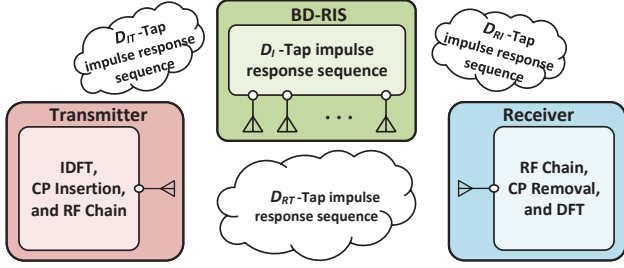 D_IT-Tap
impulse response
sequence
BD-RIS
D_I -Tap impulse
response sequence
...
D_RI -Tap
impulse response
sequence
Transmitter
IDFT,
CP Insertion,
and RF Chain
D_RT -Tap impulse
response sequence
Receiver
RF Chain,
CP Removal,
and DFT